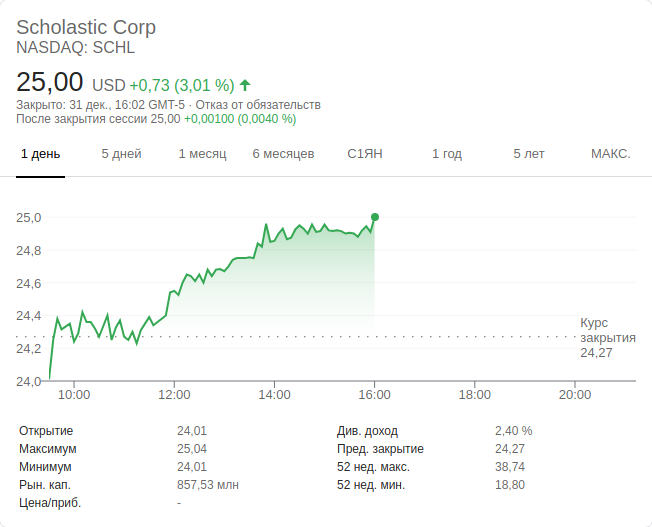 Scholastic Corp
NASDAQ: SCHL
25,00 USD +0,73 (3,01 %)
Закрыто: 31 дек., 16:02 GMT-5 · Отказ от обязательств
После закрытия сессии 25,00 +0,00100 (0,0040 %)
1 день 5 дней 1 месяц 6 месяцев С1ЯН 1 год 5 лет МАКС.
25,0
24,8
24,6
24,4
24,2
24,0
Курс
закрытия
24,27
10:00 12:00 14:00 16:00 18:00 20:00
Открытие 24,01 Див. доход 2,40 %
Максимум 25,04 Пред. закрытие 24,27
Минимум 24,01 52 нед. макс. 38,74
Рын. кап. 857,53 млн 52 нед. мин. 18,80
Цена/приб. -